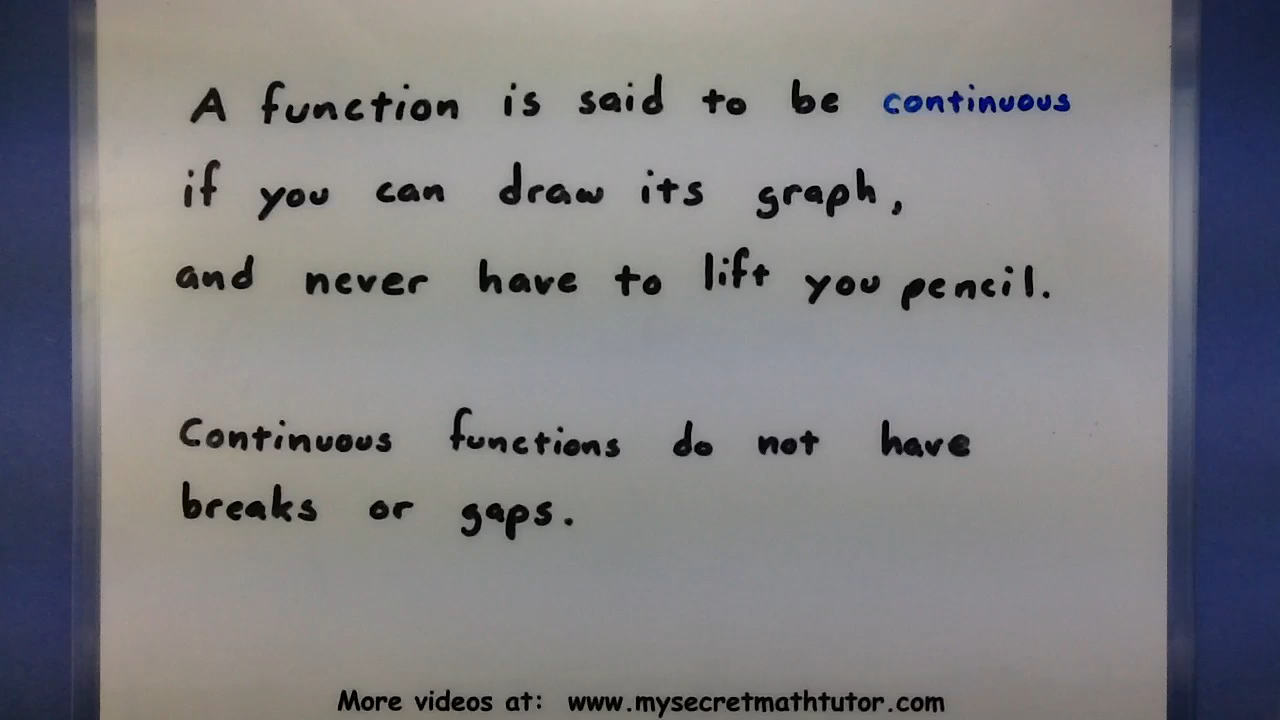 A function is said to be continuous
if you can draw its graph,
and never have to lift you pencil.
Continuous functions do not have
breaks or gaps.
More videos at: www.mysecretmathtutor.com